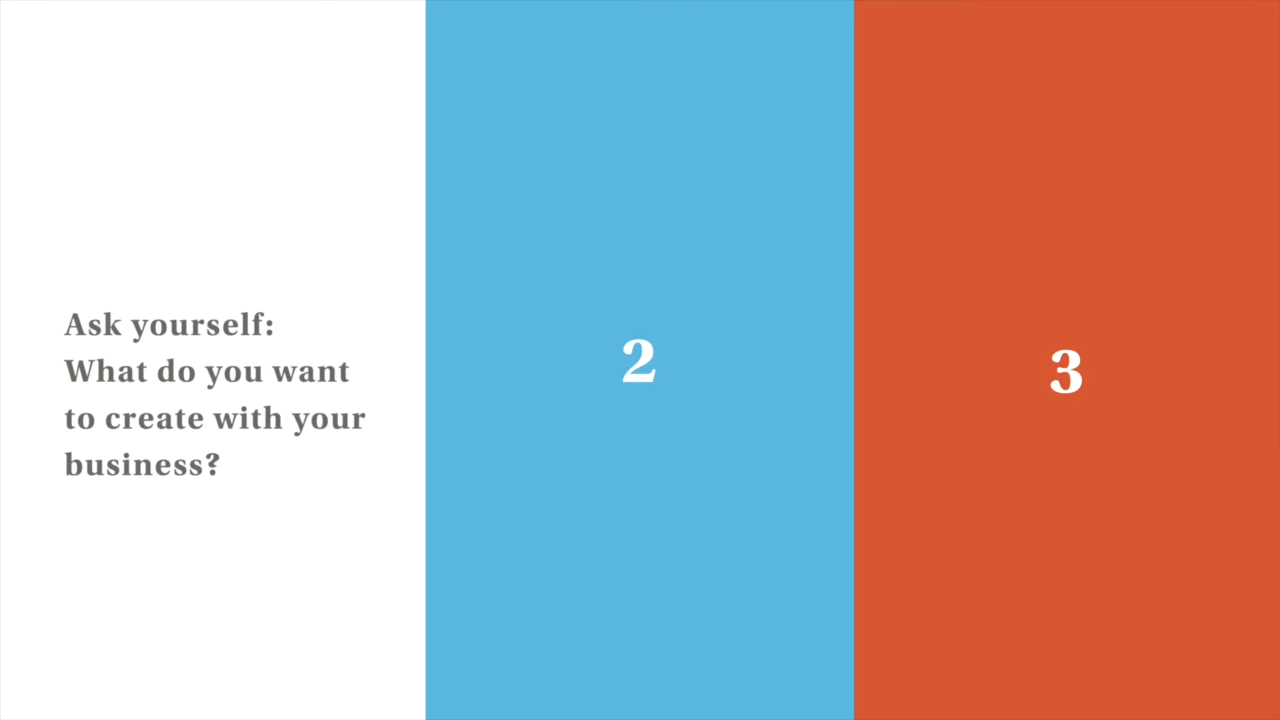 Ask yourself:
What do you want
to create with your
business?
2
3